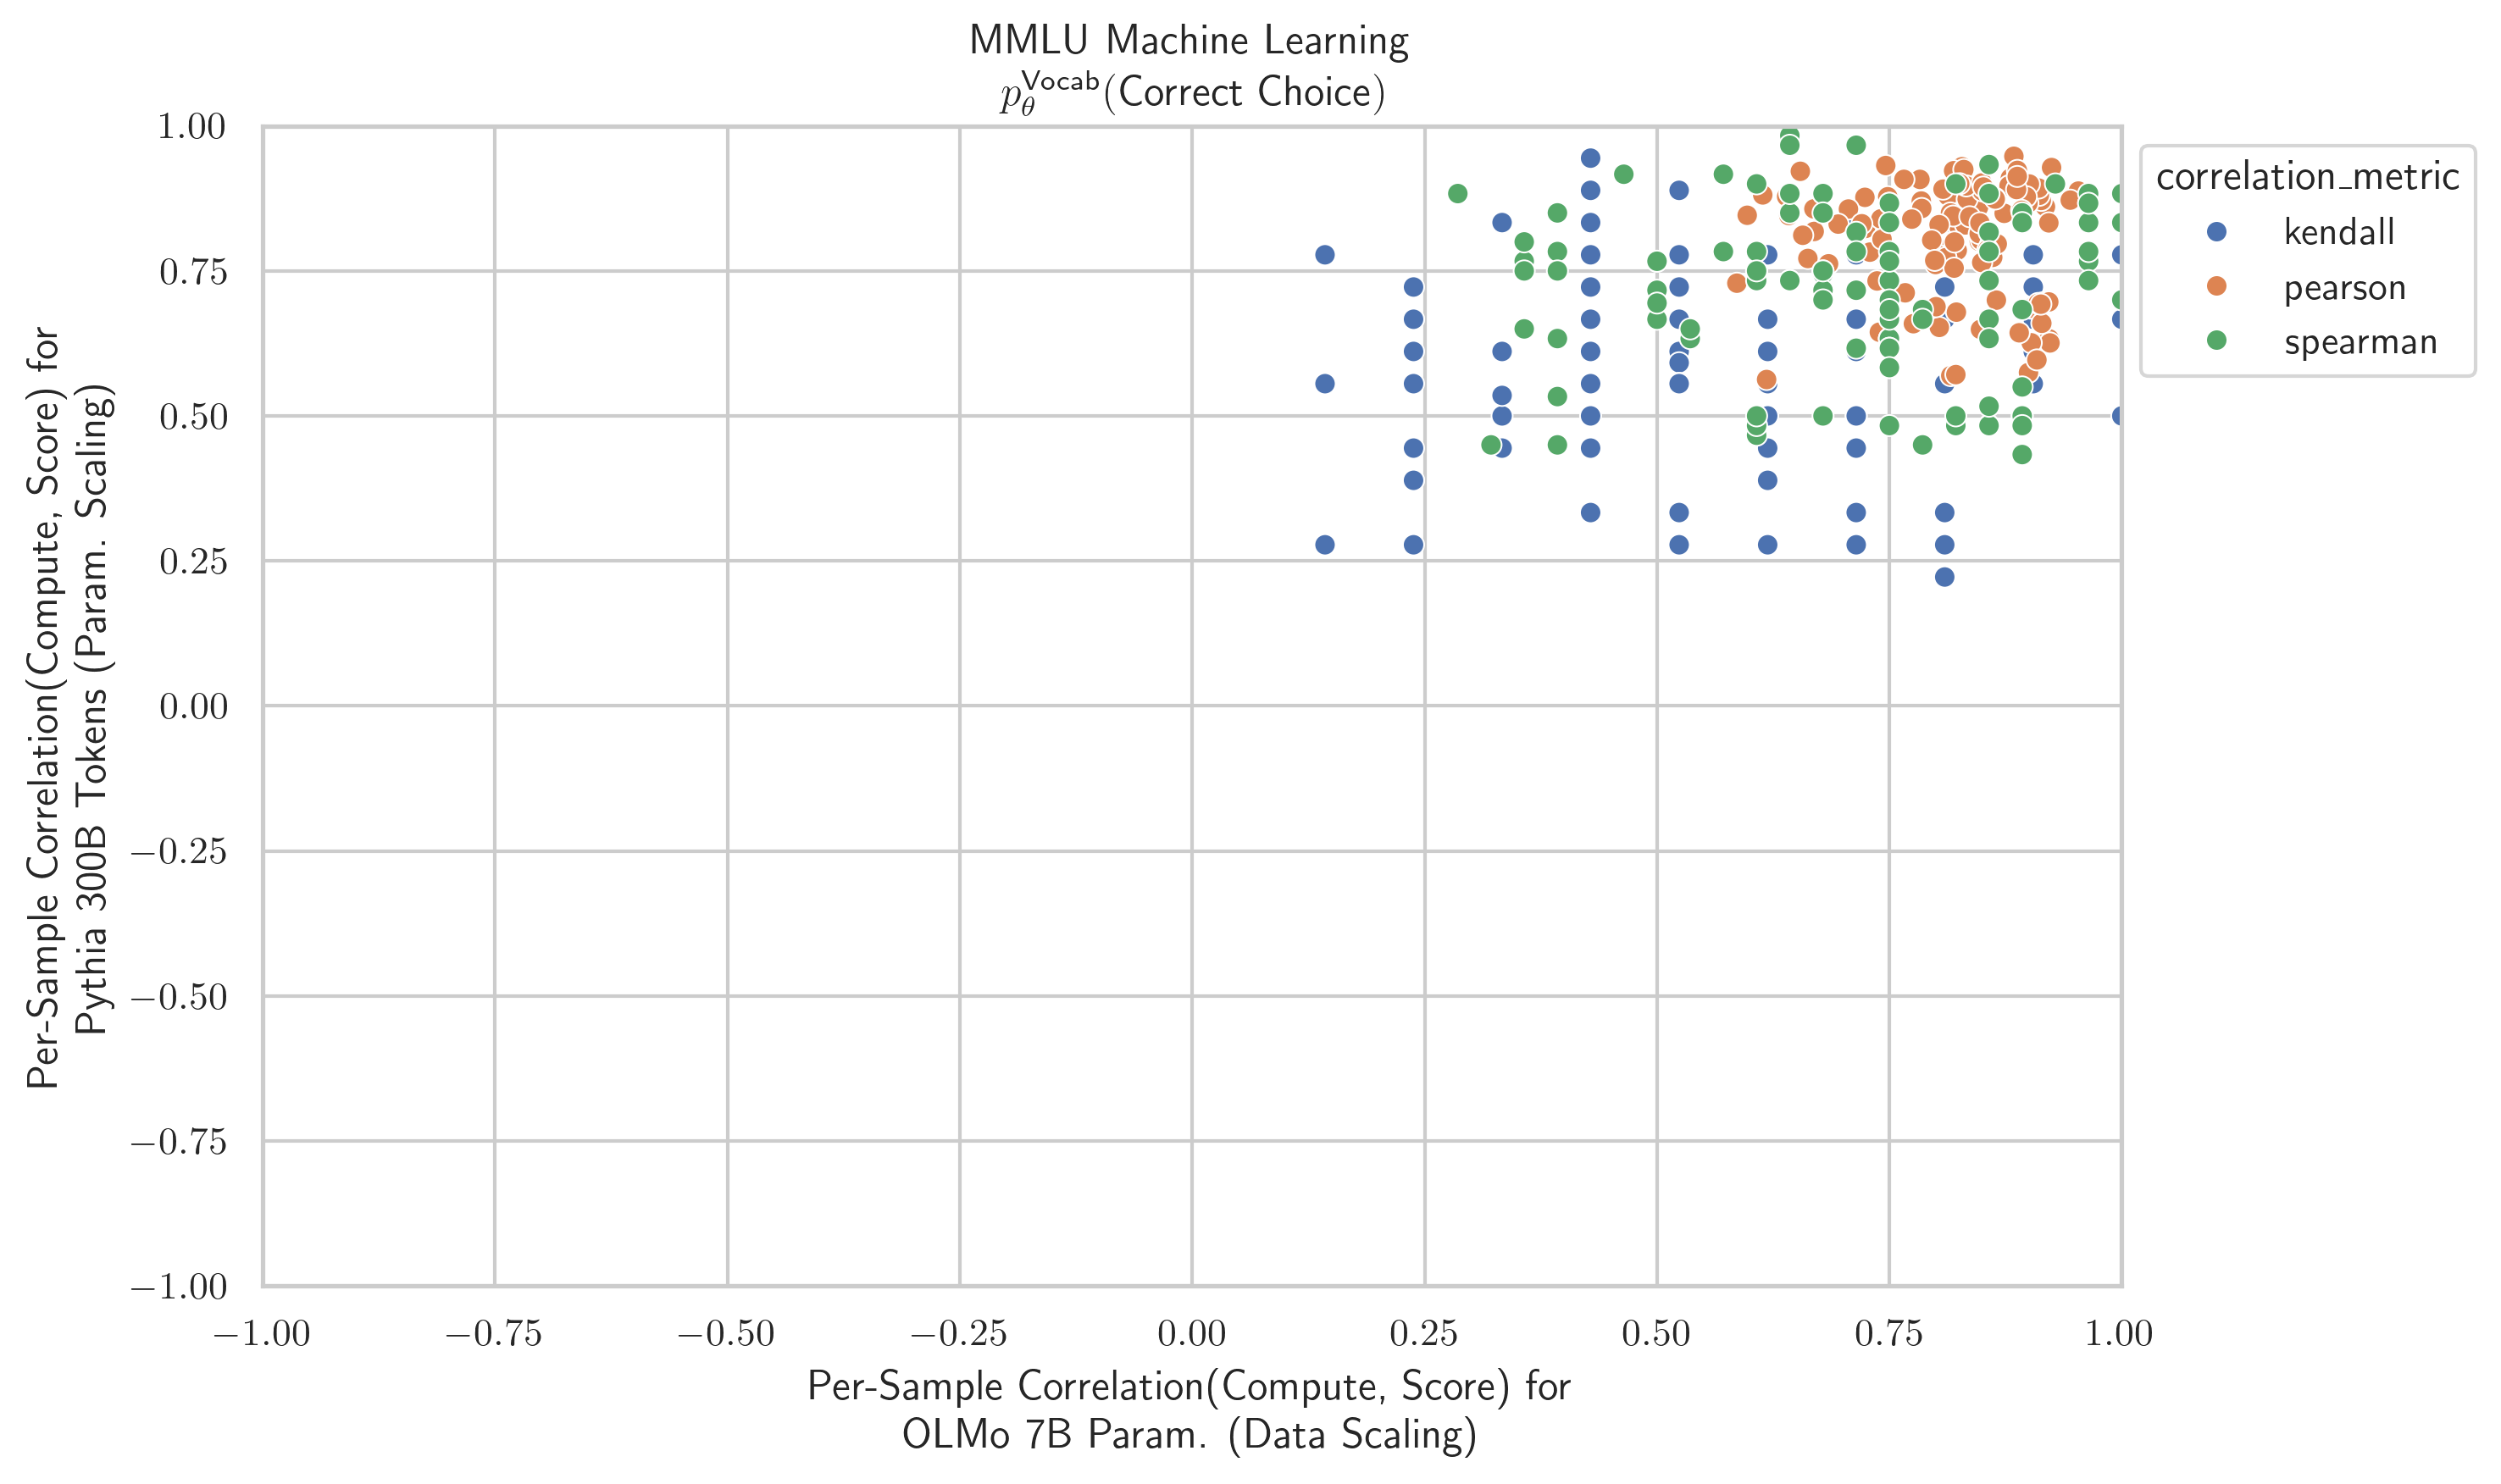 MMLU Machine Learning
p_θ^Vocab(Correct Choice)
1.00
0.75
0.50
0.25
0.00
−0.25
−0.50
−0.75
−1.00
Per-Sample Correlation(Compute, Score) for
Pythia 300B Tokens (Param. Scaling)
correlation_metric
kendall
pearson
spearman
−1.00 −0.75 −0.50 −0.25 0.00 0.25 0.50 0.75 1.00
Per-Sample Correlation(Compute, Score) for
OLMo 7B Param. (Data Scaling)